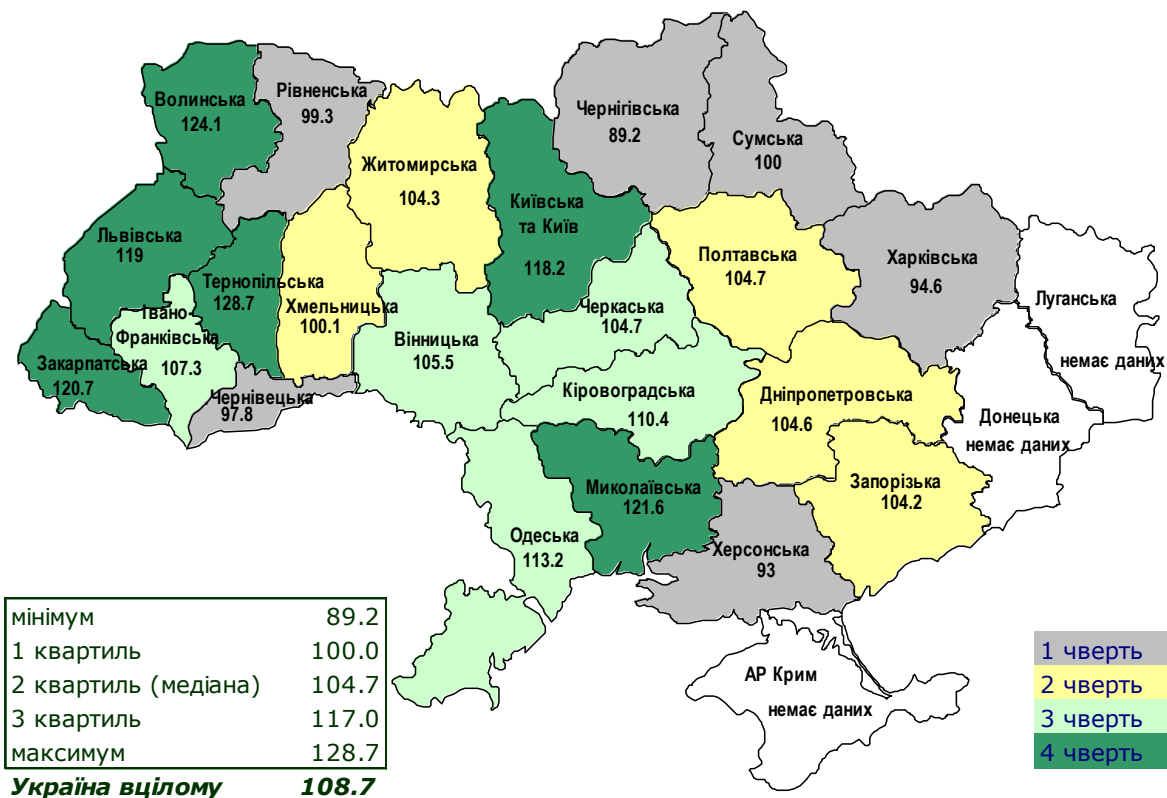 Волинська
124.1
Рівненська
99.3
Житомирська
104.3
Київська
та Київ
118.2
Чернігівська
89.2
Сумська
100
Львівська
119
Тернопільська
128.7
Хмельницька
100.1
Полтавська
104.7
Харківська
94.6
Луганська
немає даних
Івано-
Франківська
107.3
Закарпатська
120.7
Чернівецька
97.8
Вінницька
105.5
Черкаська
104.7
Кіровоградська
110.4
Дніпропетровська
104.6
Донецька
немає даних
Запорізька
104.2
Миколаївська
121.6
Одеська
113.2
Херсонська
93
АР Крим
немає даних
мінімум 89.2
1 квартиль 100.0
2 квартиль (медіана) 104.7
3 квартиль 117.0
максимум 128.7
Україна вцілому 108.7
1 чверть
2 чверть
3 чверть
4 чверть